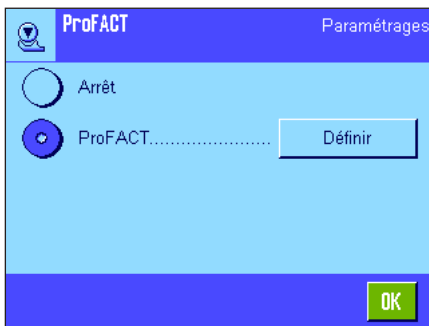 ProFACT Paramétrages
Arrêt
ProFACT....................... Définir
OK